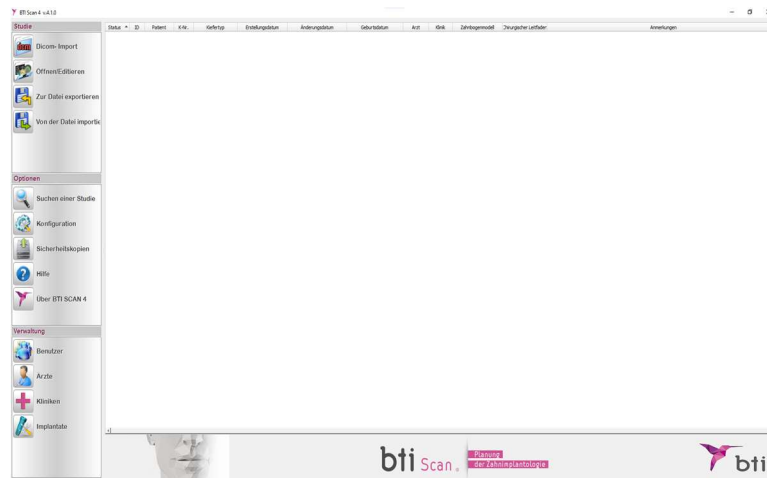 BTI Scan 4 v.4.1.0
Studie
Status ID Patient K-Nr. Kiefertyp Erstellungsdatum Änderungsdatum Geburtsdatum Arzt Klinik Zahnbogenmodell Chirurgischer Leitfaden Anmerkungen
Dicom- Import
Öffnen/Editieren
Zur Datei exportieren
Von der Datei importie
Optionen
Suchen einer Studie
Konfiguration
Sicherheitskopien
Hilfe
Über BTI SCAN 4
Verwaltung
Benutzer
Ärzte
Kliniken
Implantate
bti Scan®
Planung
der Zahnimplantologie
bti